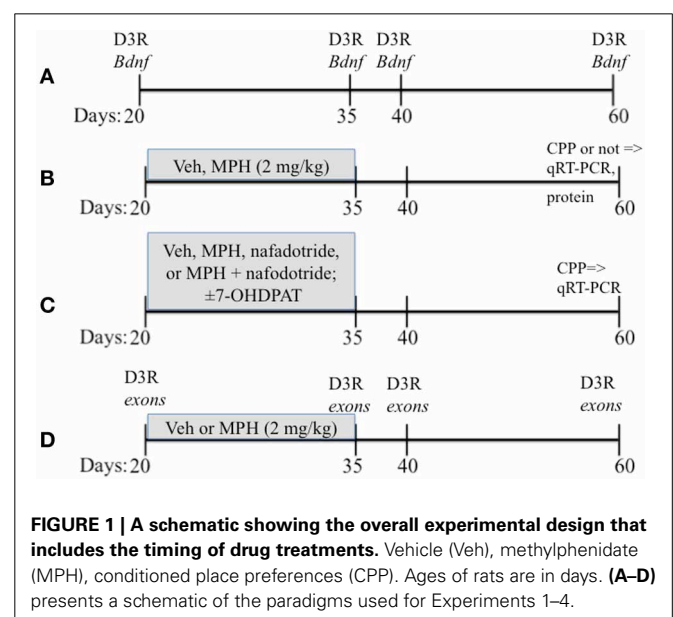 D3R D3R D3R D3R
Bdnf Bdnf Bdnf Bdnf
A
Days: 20 35 40 60
CPP or not =>
Veh, MPH (2 mg/kg) qRT-PCR,
B
protein
Days: 20 35 40 60
Veh, MPH, nafadotride,
or MPH + nafodotride;
±7-OHDPAT
CPP=>
qRT-PCR
C
Days: 20 35 40 60
D3R D3R D3R D3R
exons exons exons exons
Veh or MPH (2 mg/kg)
D
Days: 20 35 40 60
FIGURE 1 | A schematic showing the overall experimental design that
includes the timing of drug treatments. Vehicle (Veh), methylphenidate
(MPH), conditioned place preferences (CPP). Ages of rats are in days. (A–D)
presents a schematic of the paradigms used for Experiments 1–4.